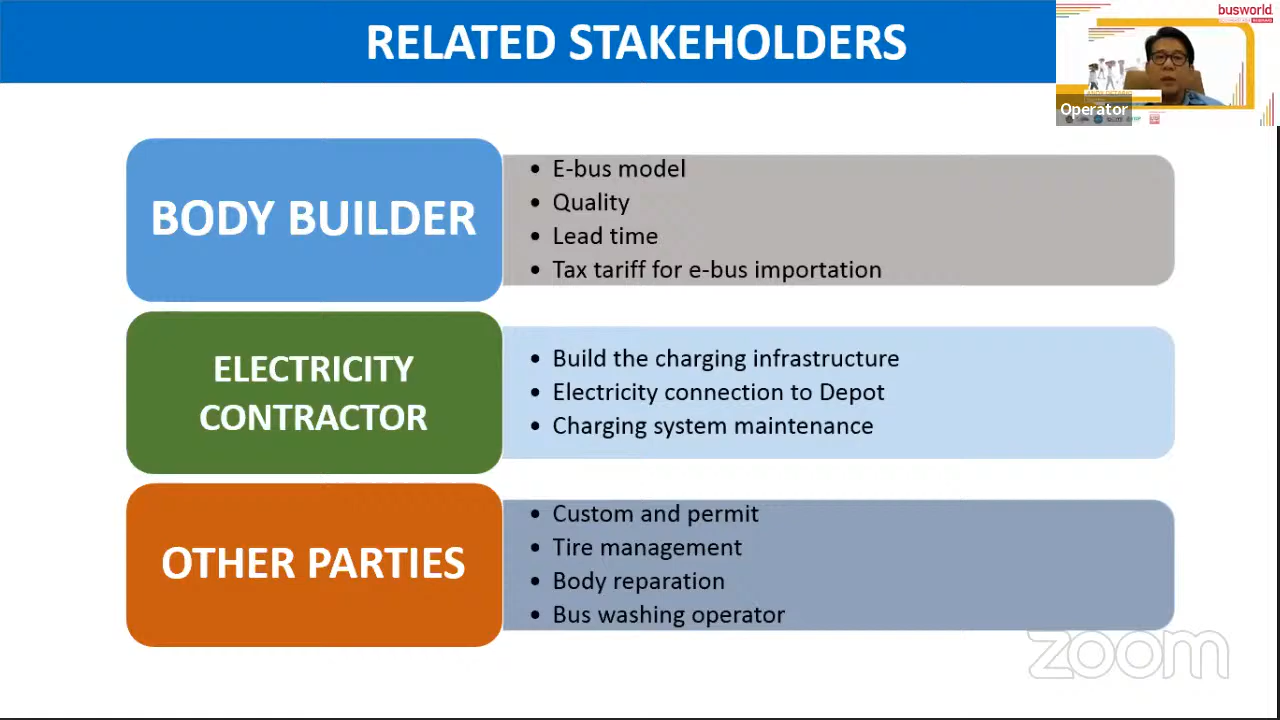 RELATED STAKEHOLDERS
busworld
Operator
BODY BUILDER
• E-bus model
• Quality
• Lead time
• Tax tariff for e-bus importation
ELECTRICITY
CONTRACTOR
• Build the charging infrastructure
• Electricity connection to Depot
• Charging system maintenance
OTHER PARTIES
• Custom and permit
• Tire management
• Body reparation
• Bus washing operator
zoom